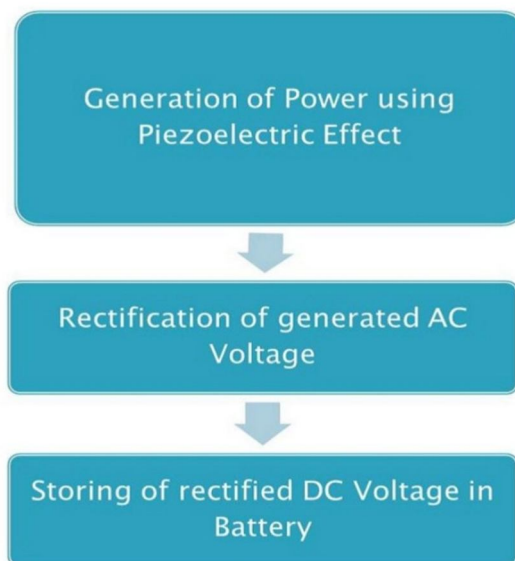 Generation of Power using
Piezoelectric Effect
Rectification of generated AC
Voltage
Storing of rectified DC Voltage in
Battery